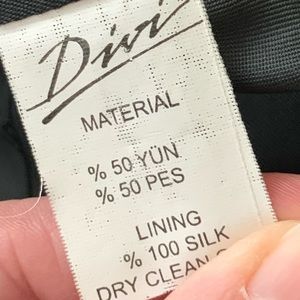 Divi
MATERIAL
% 50 YÜN
% 50 PES
LINING
% 100 SILK
DRY CLEAN